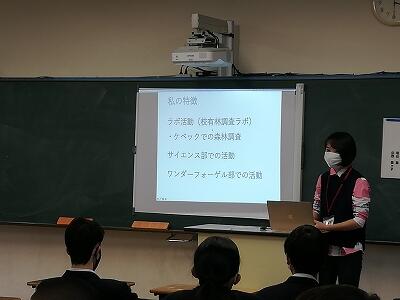 私の特徴
ラボ活動（校有林調査ラボ）
・ケベックでの森林調査
サイエンス部での活動
ワンダーフォーゲル部での活動